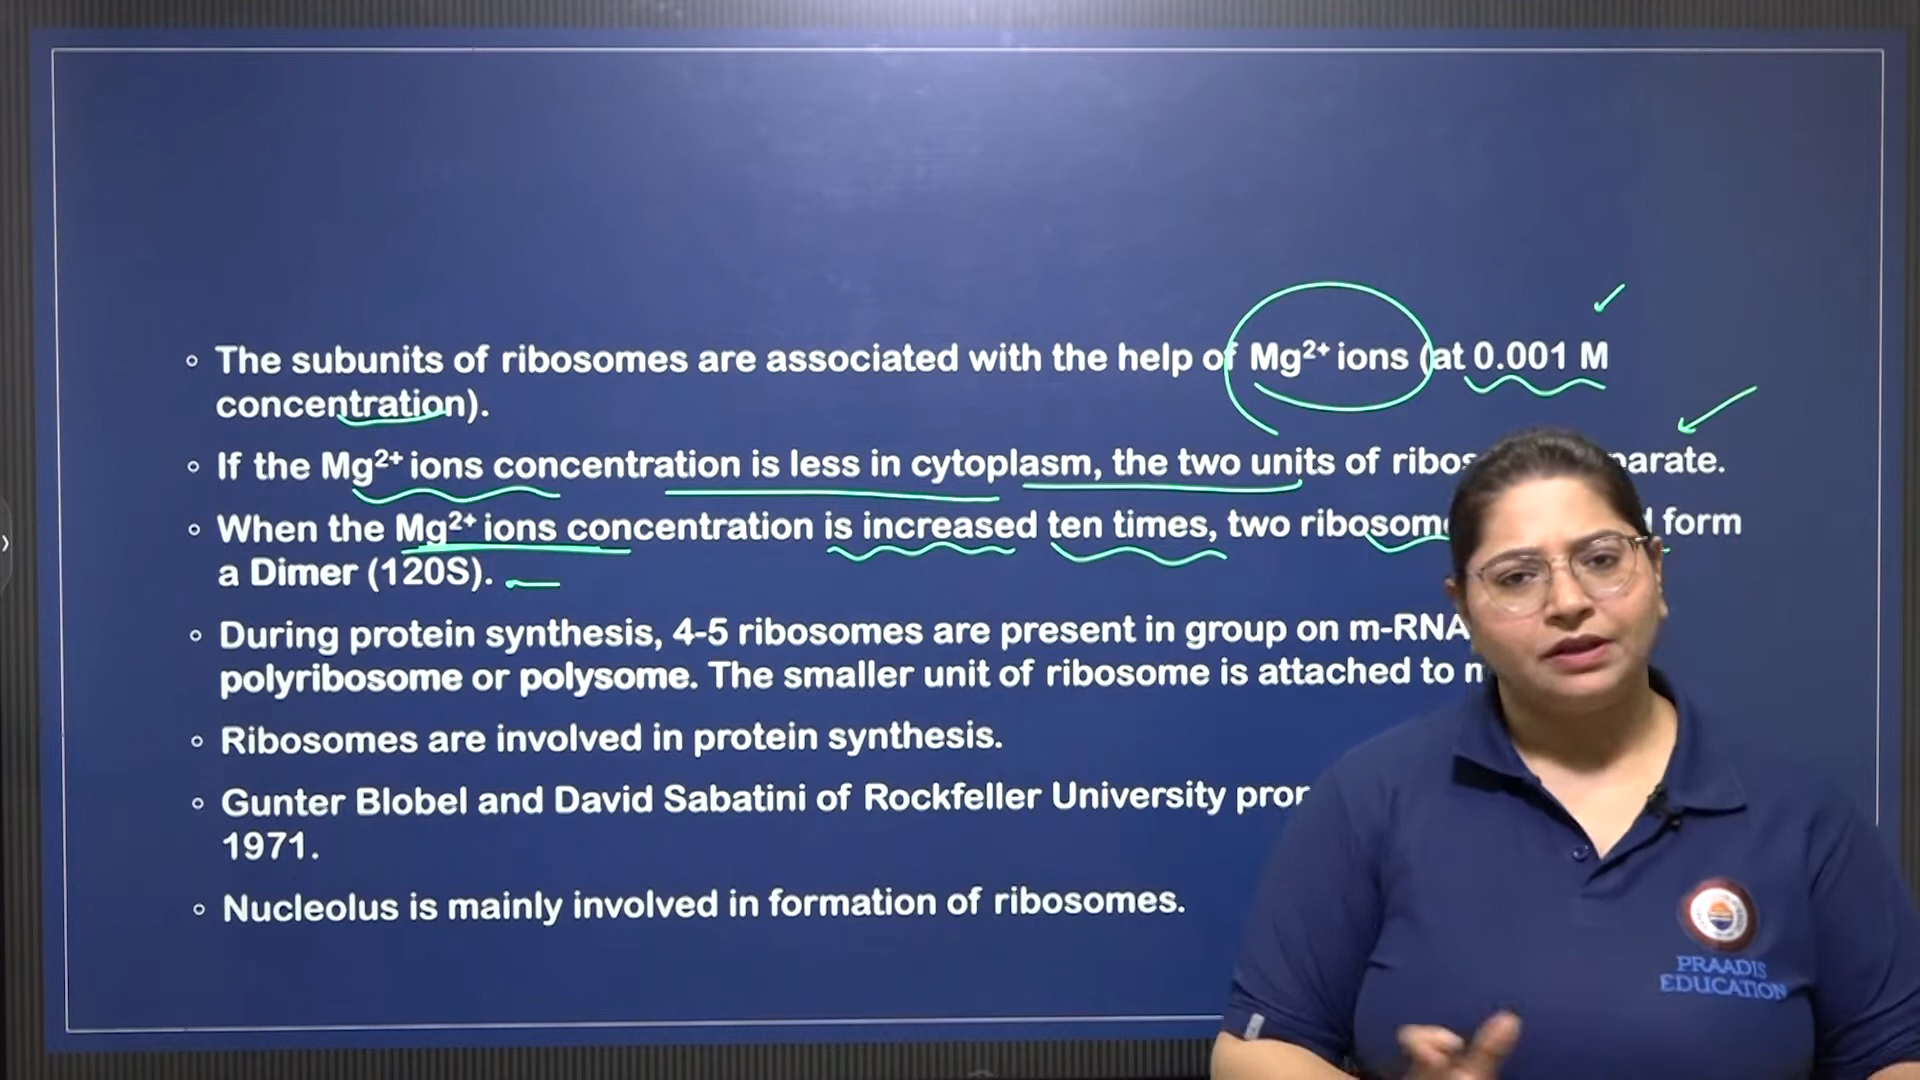 The subunits of ribosomes are associated with the help of Mg²⁺ ions (at 0.001 M
concentration).
If the Mg²⁺ ions concentration is less in cytoplasm, the two units of
When the Mg²⁺ ions concentration is increased ten times, two form
a Dimer (120S).
During protein synthesis, 4-5 ribosomes are present in group on m-RNA
polyribosome or polysome. The smaller unit of ribosome is attached to
Ribosomes are involved in protein synthesis.
Gunter Blobel and David Sabatini of Rockfeller University
1971.
Nucleolus is mainly involved in formation of ribosomes.
PRAADIS
EDUCATION